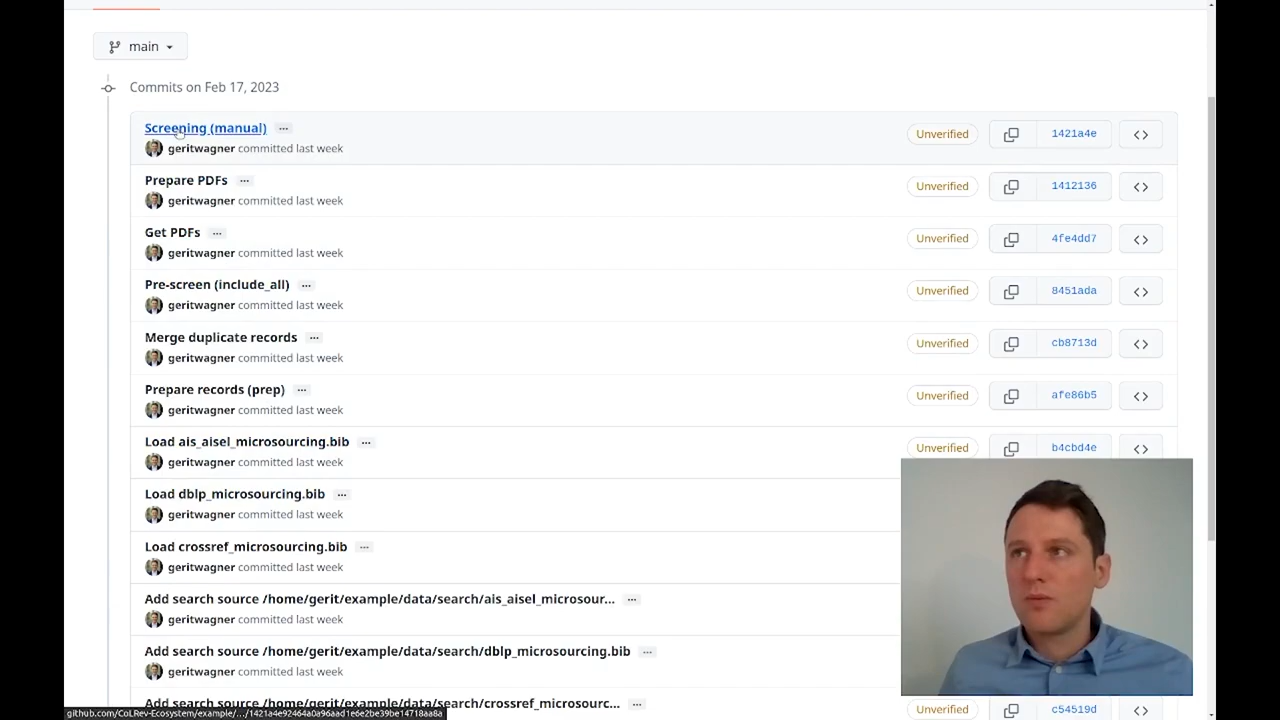 main
Commits on Feb 17, 2023
Screening (manual) ...
geritwagner committed last week
Unverified
1421a4e
Prepare PDFs ...
geritwagner committed last week
Unverified
1412136
Get PDFs ...
geritwagner committed last week
Unverified
4fe4dd7
Pre-screen (include_all) ...
geritwagner committed last week
Unverified
8451ada
Merge duplicate records ...
geritwagner committed last week
Unverified
cb8713d
Prepare records (prep) ...
geritwagner committed last week
Unverified
afe86b5
Load ais_aisel_microsourcing.bib ...
geritwagner committed last week
Unverified
b4cbd4e
Load dblp_microsourcing.bib ...
geritwagner committed last week
Load crossref_microsourcing.bib ...
geritwagner committed last week
Add search source /home/gerit/example/data/search/ais_aisel_microsour... ...
geritwagner committed last week
Add search source /home/gerit/example/data/search/dblp_microsourcing.bib ...
geritwagner committed last week
Add search source /home/gerit/example/data/search/crossref_microsourc... ...
Unverified
c54519d
github.com/CoLRev-Ecosystem/example/.../1421a4e92464a0a96aad1e6e2be39be14718aa8a